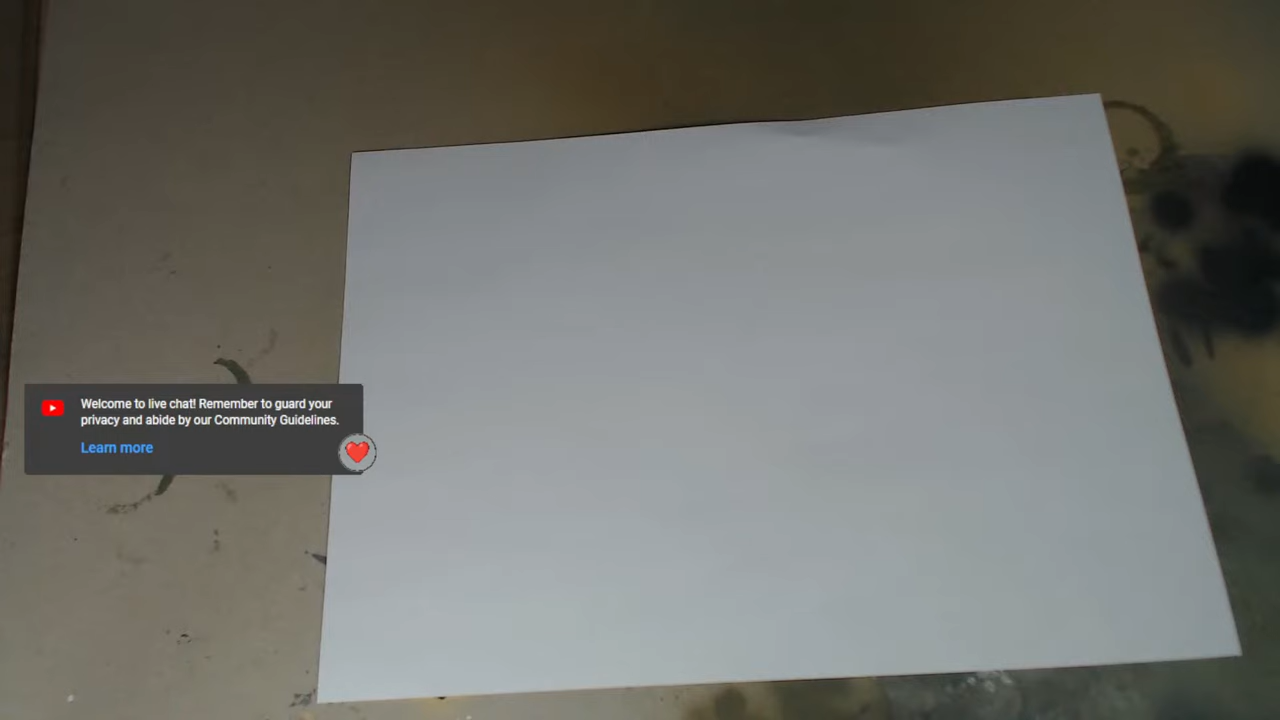 Welcome to live chat! Remember to guard your
privacy and abide by our Community Guidelines.
Learn more